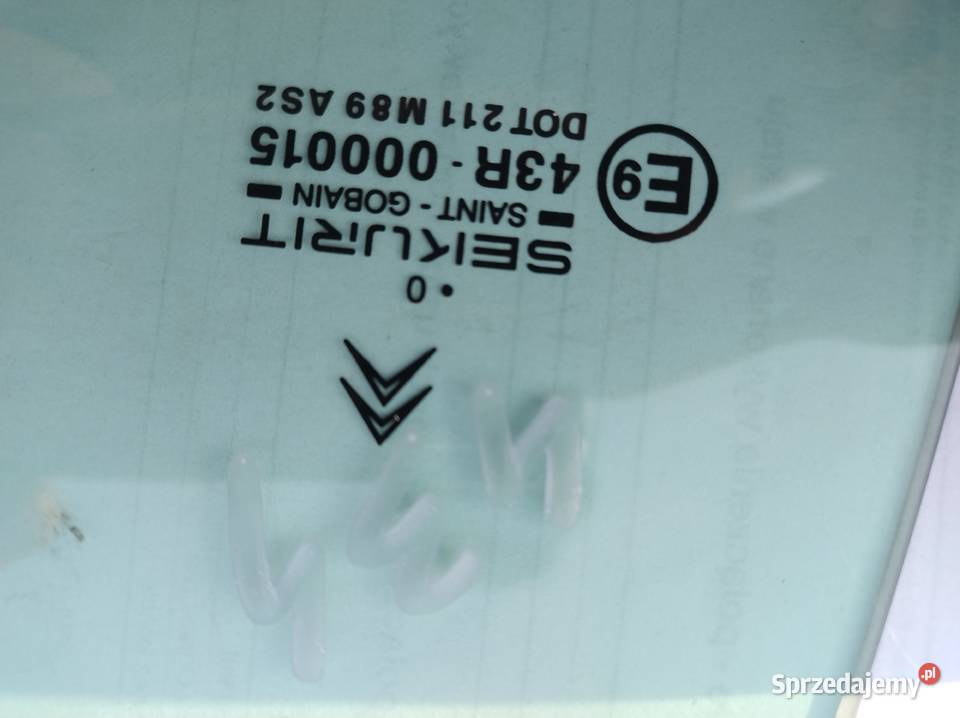 • 0
SEKURIT
SAINT - GOBAIN
E9
43R - 000015
DOT 211 M89 AS2
Sprzedajemy.pl